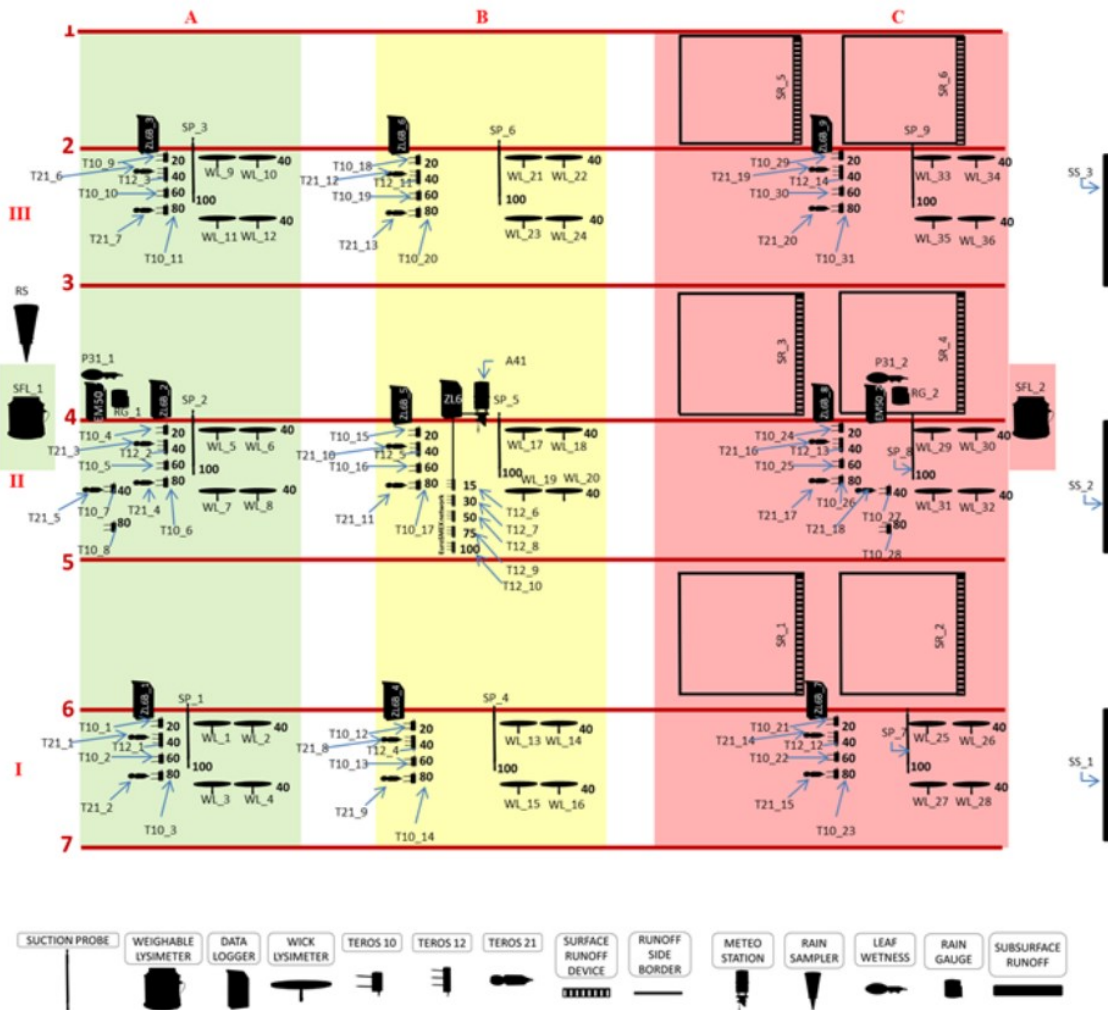 A B C
1
SR_5 SR_6
ZL6B_3 SP_3 ZL6B_6 SP_6 ZL6B_9 SP_9
2
T10_9 20 40 T10_18 20 40 T10_29 20 40
T21_6 T12_3 40 WL_9 WL_10 T21_12 T12_11 40 WL_21 WL_22 T21_19 T12_14 40 WL_33 WL_34 SS_3
T10_10 60 T10_19 60 T10_30 60
III 100 100 100
80 40 80 40 80 40
T21_7 WL_11 WL_12 T21_13 WL_23 WL_24 T21_20 WL_35 WL_36
T10_11 T10_20 T10_31
3
RS
SR_3 SR_4
P31_1 A41 P31_2
SFL_1 EM50_ RG_1 ZL6B_2 SP_2 ZL6B_5 ZL6 SP_5 ZL6B_8 EM50_ RG_2 SFL_2
4
T10_4 20 40 T10_15 20 40 T10_24 20 40
T21_3 T12_2 40 WL_5 WL_6 T21_10 T12_5 40 WL_17 WL_18 T21_16 T12_13 40 WL_29 WL_30
T10_5 60 T10_16 60 T10_25 60 SP_8
II 100 100 WL_19 WL_20 100
80 40 80 15 40 80 40
T21_5 T10_7 40 T21_4 WL_7 WL_8 T21_11 T10_17 30 T12_6 T21_17 T10_26 40 WL_31 WL_32 SS_2
T10_6 50 T12_7 T21_18 T10_27
80 75 T12_8 80
T10_8 100 T12_9 T10_28
T12_10
5
SR_1 SR_2
ZL6B_1 SP_1 ZL6B_4 SP_4 ZL6B_7
6
T10_1 20 40 T10_12 20 40 T10_21 20 40
T21_1 T12_1 40 WL_1 WL_2 T21_8 T12_4 40 WL_13 WL_14 T21_14 T12_12 40 SP_7 WL_25 WL_26
T10_2 60 T10_13 60 T10_22 60
I 100 100 100 SS_1
80 40 80 40 80 40
T21_2 WL_3 WL_4 T21_9 WL_15 WL_16 T21_15 WL_27 WL_28
T10_3 T10_14 T10_23
7
SUCTION PROBE
WEIGHABLE
LYSIMETER
DATA
LOGGER
WICK
LYSIMETER
TEROS 10
TEROS 12
TEROS 21
SURFACE
RUNOFF
DEVICE
RUNOFF
SIDE
BORDER
METEO
STATION
RAIN
SAMPLER
LEAF
WETNESS
RAIN
GAUGE
SUBSURFACE
RUNOFF